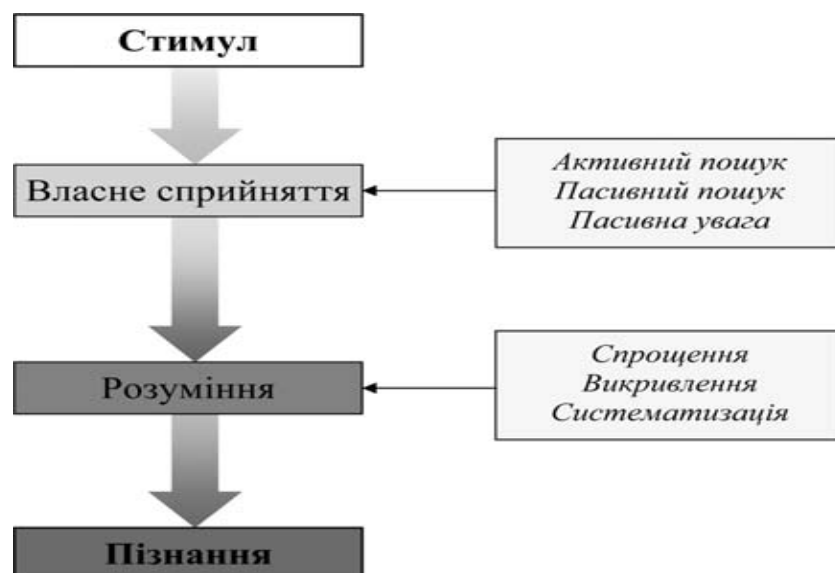 Стимул
Власне сприйняття
Активний пошук
Пасивний пошук
Пасивна увага
Розуміння
Спрощення
Викривлення
Систематизація
Пізнання